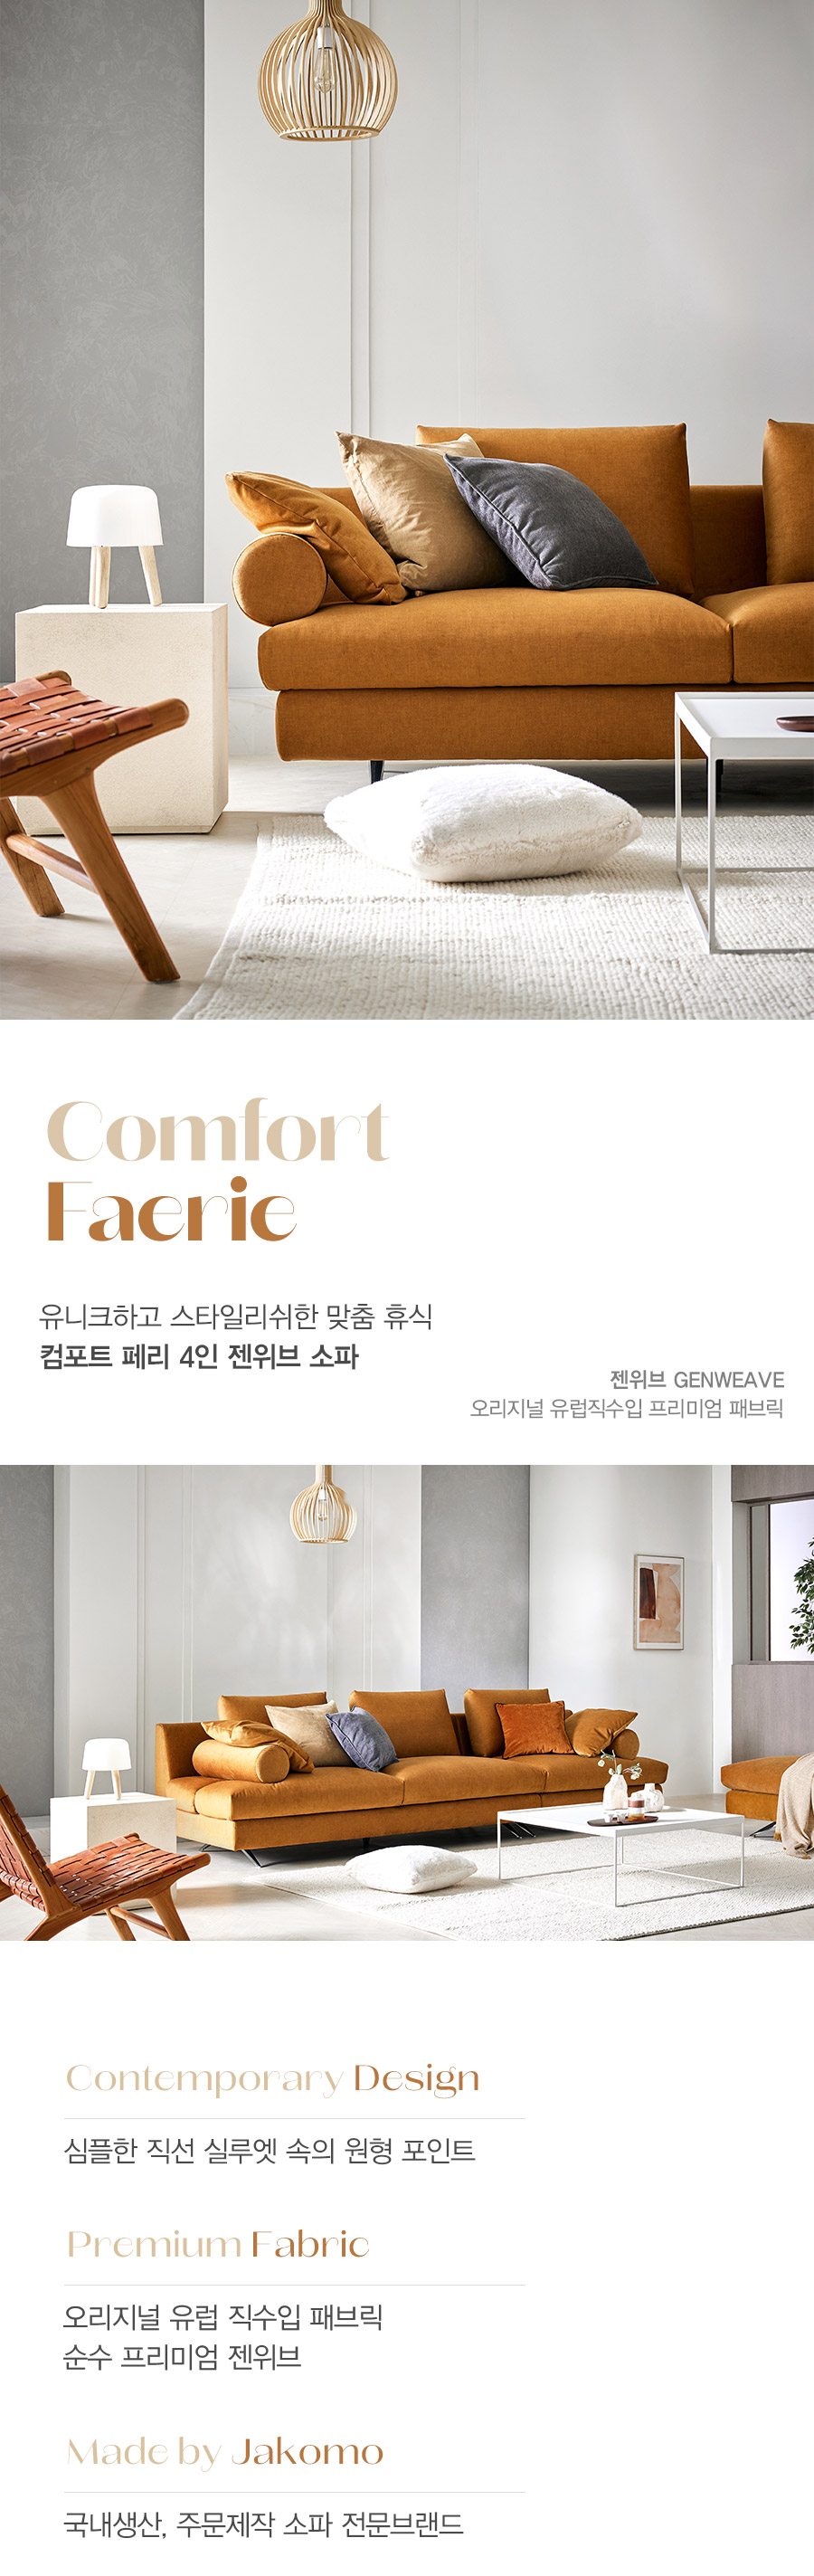 Comfort
Faerie
유니크하고 스타일리쉬한 맞춤 휴식
컴포트 페리 4인 젠위브 소파
젠위브 GENWEAVE
오리지널 유럽직수입 프리미엄 패브릭
Contemporary Design
심플한 직선 실루엣 속의 원형 포인트
Premium Fabric
오리지널 유럽 직수입 패브릭
순수 프리미엄 젠위브
Made by Jakomo
국내생산, 주문제작 소파 전문브랜드